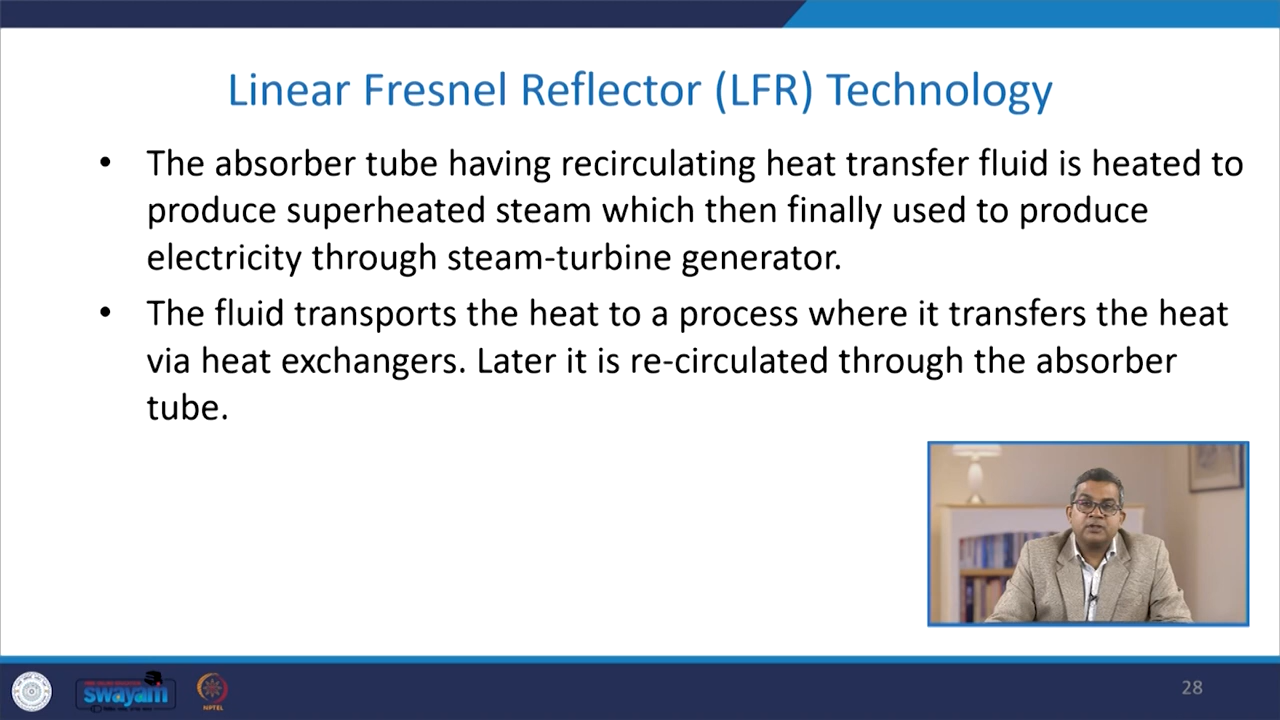 Linear Fresnel Reflector (LFR) Technology
• The absorber tube having recirculating heat transfer fluid is heated to
produce superheated steam which then finally used to produce
electricity through steam-turbine generator.
• The fluid transports the heat to a process where it transfers the heat
via heat exchangers. Later it is re-circulated through the absorber
tube.
swayam
NPTEL
28